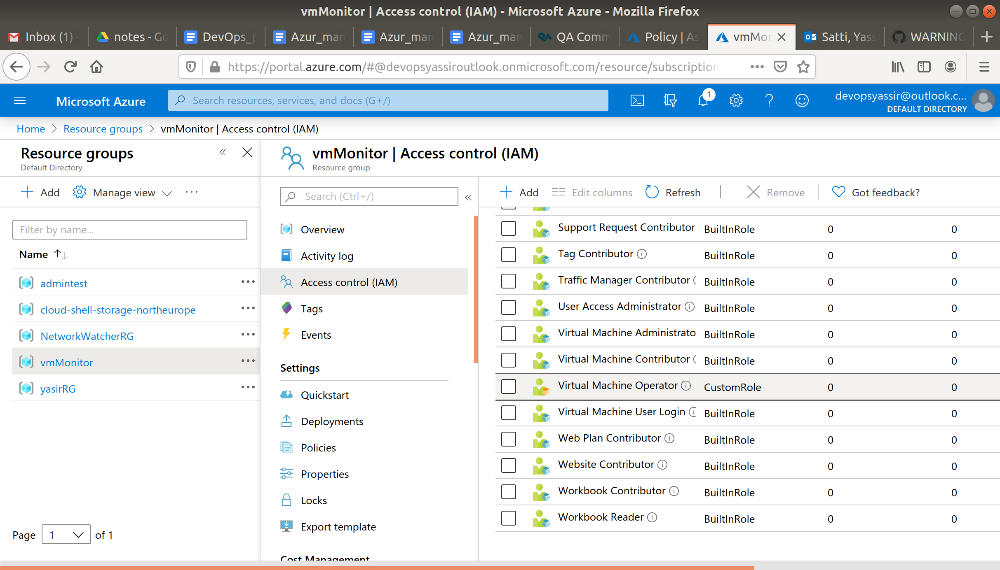 vmMonitor | Access control (IAM) - Microsoft Azure - Mozilla Firefox
Inbox (1) -
notes - Go
DevOps_p
Azur_man
Azur_man
Azur_man
QA Comm
Policy | As
vmMon
Satti, Yass
WARNING
https://portal.azure.com/#@devopsyassiroutlook.onmicrosoft.com/resource/subscription
Microsoft Azure
Search resources, services, and docs (G+/)
1
devopsyassir@outlook.c...
DEFAULT DIRECTORY
Home > Resource groups > vmMonitor | Access control (IAM)
Resource groups
Default Directory
Add
Manage view
Filter by name...
Name
admintest
cloud-shell-storage-northeurope
NetworkWatcherRG
vmMonitor
yasirRG
Page 1 of 1
vmMonitor | Access control (IAM)
Resource group
Search (Ctrl+/)
Overview
Activity log
Access control (IAM)
Tags
Events
Settings
Quickstart
Deployments
Policies
Properties
Locks
Export template
Cost Management
Add
Edit columns
Refresh
Remove
Got feedback?
Support Request Contributor BuiltInRole 0 0
Tag Contributor BuiltInRole 0 0
Traffic Manager Contributor BuiltInRole 0 0
User Access Administrator BuiltInRole 0 0
Virtual Machine Administrato BuiltInRole 0 0
Virtual Machine Contributor BuiltInRole 0 0
Virtual Machine Operator CustomRole 0 0
Virtual Machine User Login BuiltInRole 0 0
Web Plan Contributor BuiltInRole 0 0
Website Contributor BuiltInRole 0 0
Workbook Contributor BuiltInRole 0 0
Workbook Reader BuiltInRole 0 0